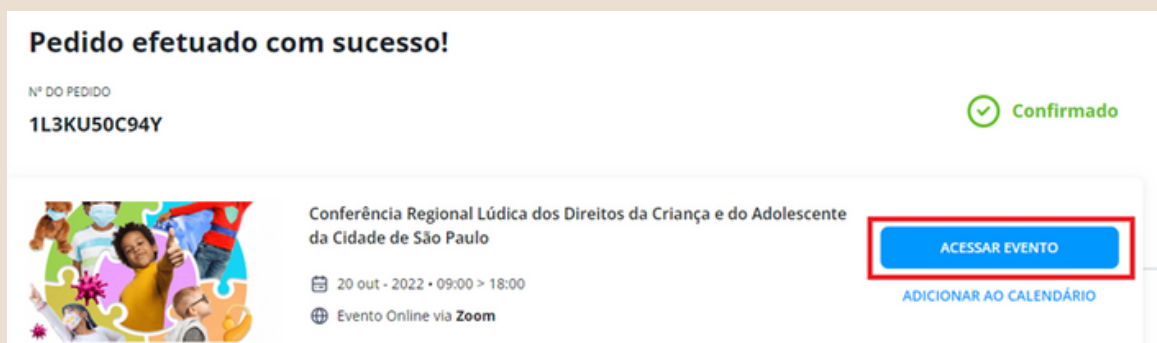 Pedido efetuado com sucesso!
Nº DO PEDIDO
1L3KU50C94Y
Confirmado
Conferência Regional Lúdica dos Direitos da Criança e do Adolescente
da Cidade de São Paulo
20 out - 2022 • 09:00 > 18:00
Evento Online via Zoom
ACESSAR EVENTO
ADICIONAR AO CALENDÁRIO